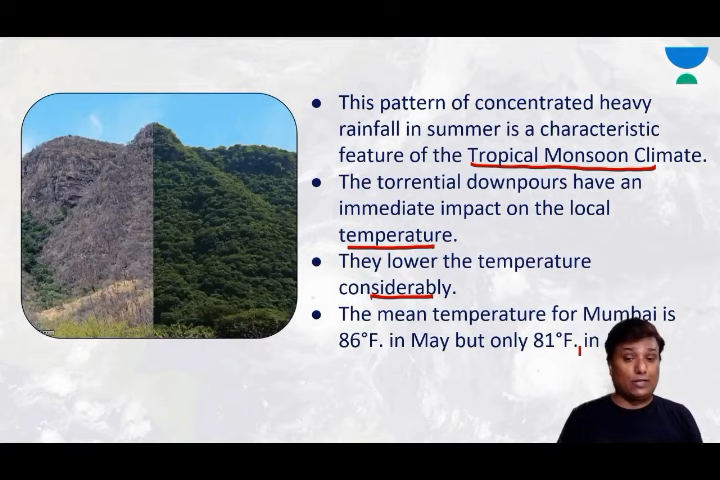 ● This pattern of concentrated heavy
rainfall in summer is a characteristic
feature of the Tropical Monsoon Climate.
● The torrential downpours have an
immediate impact on the local
temperature.
● They lower the temperature
considerably.
● The mean temperature for Mumbai is
86°F. in May but only 81°F. in
.com